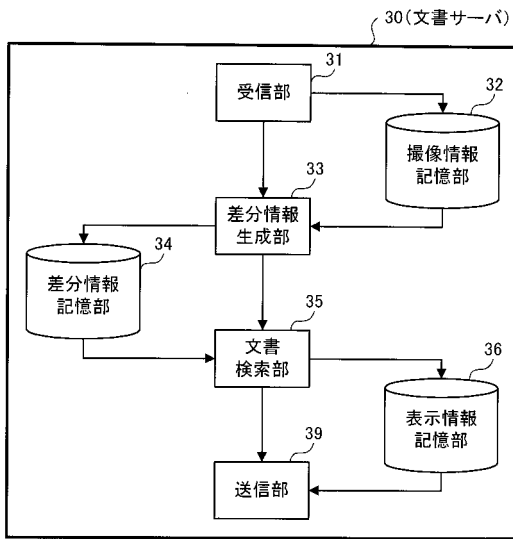 30(文書サーバ)
31
受信部
32
撮像情報
記憶部
33
差分情報
生成部
34
差分情報
記憶部
35
文書
検索部
36
表示情報
記憶部
39
送信部